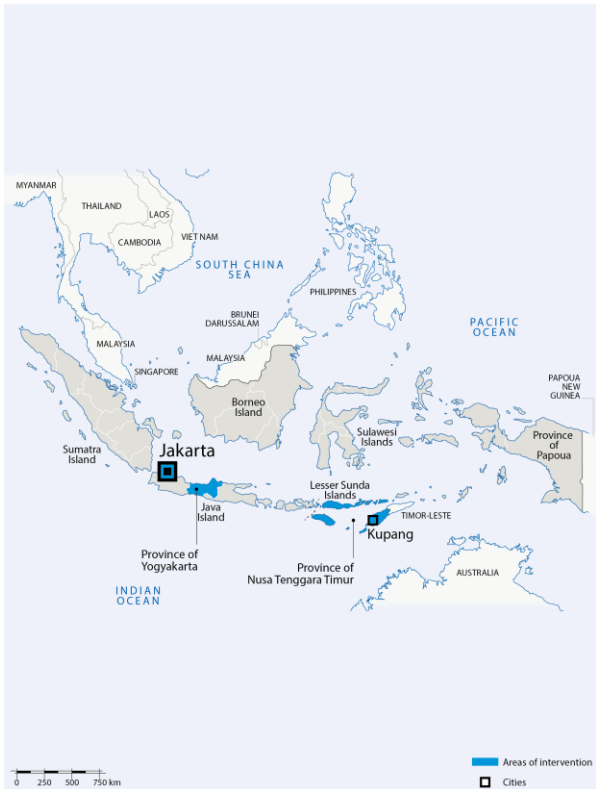 MYANMAR
THAILAND
LAOS
VIET NAM
CAMBODIA
SOUTH CHINA
SEA
PHILIPPINES
BRUNEI
DARUSSALAM
PACIFIC
OCEAN
MALAYSIA
MALAYSIA
SINGAPORE
PAPUA
NEW
GUINEA
Borneo
Island
Sulawesi
Islands
Province
of
Papoua
Sumatra
Island
Jakarta
Lesser Sunda
Islands
Java
Island
TIMOR-LESTE
Kupang
Province of
Yogyakarta
Province of
Nusa Tenggara Timur
AUSTRALIA
INDIAN
OCEAN
Areas of intervention
0 250 500 750 km
Cities